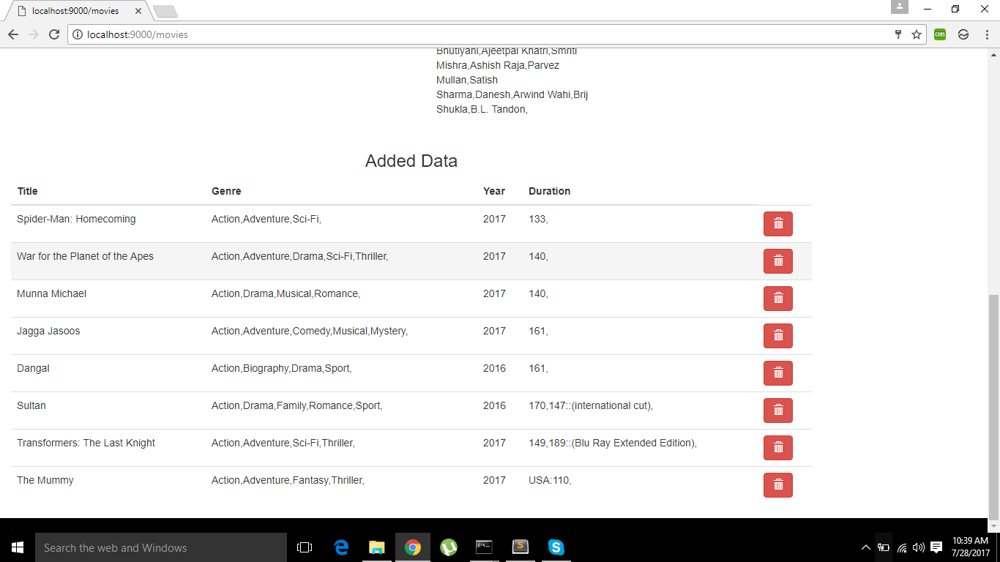 localhost:9000/movies
localhost:9000/movies
CORS
Bhutiyani,Ajeetpal Khatri,Smriti
Mishra,Ashish Raja,Parvez
Mullan,Satish
Sharma,Danesh,Arwind Wahi,Brij
Shukla,B.L. Tandon,
Added Data
Title Genre Year Duration
Spider-Man: Homecoming Action,Adventure,Sci-Fi, 2017 133,
War for the Planet of the Apes Action,Adventure,Drama,Sci-Fi,Thriller, 2017 140,
Munna Michael Action,Drama,Musical,Romance, 2017 140,
Jagga Jasoos Action,Adventure,Comedy,Musical,Mystery, 2017 161,
Dangal Action,Biography,Drama,Sport, 2016 161,
Sultan Action,Drama,Family,Romance,Sport, 2016 170,147::(international cut),
Transformers: The Last Knight Action,Adventure,Sci-Fi,Thriller, 2017 149,189::(Blu Ray Extended Edition),
The Mummy Action,Adventure,Fantasy,Thriller, 2017 USA:110,
Search the web and Windows
10:39 AM
7/28/2017